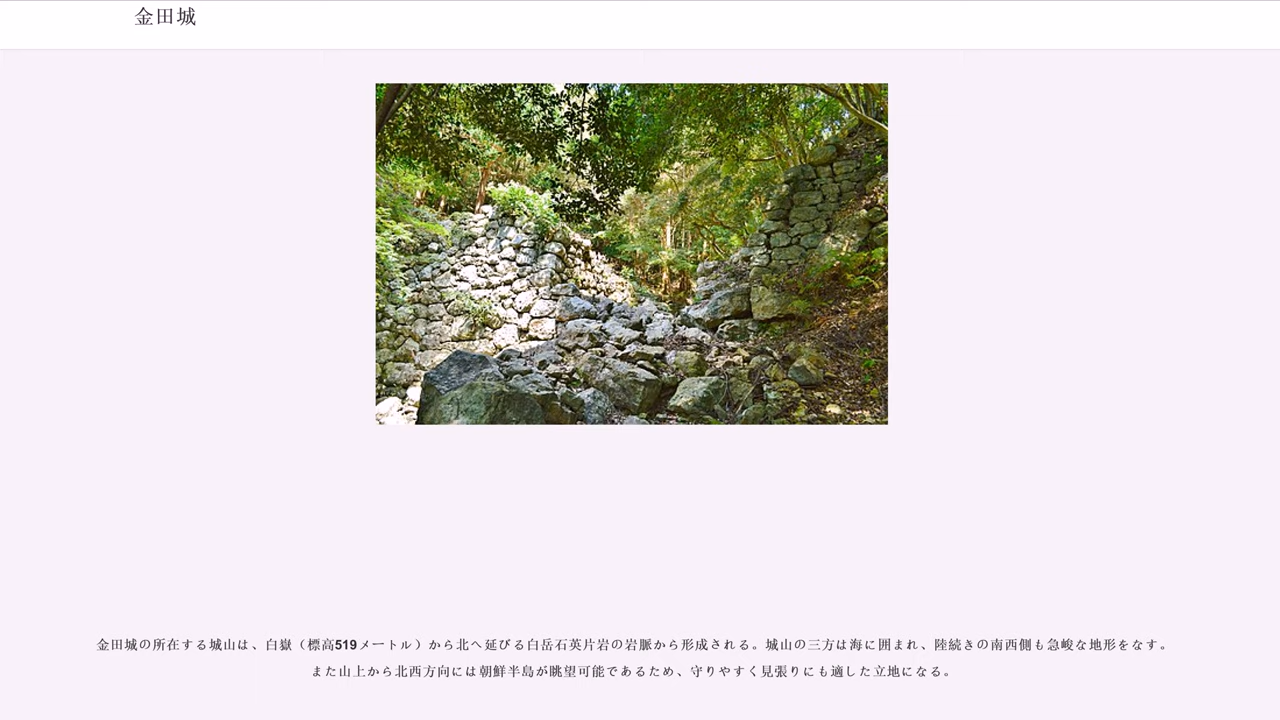 金田城
金田城の所在する城山は、白嶽（標高519メートル）から北へ延びる白岳石英片岩の岩脈から形成される。城山の三方は海に囲まれ、陸続きの南西側も急峻な地形をなす。
また山上から北西方向には朝鮮半島が眺望可能であるため、守りやすく見張りにも適した立地になる。